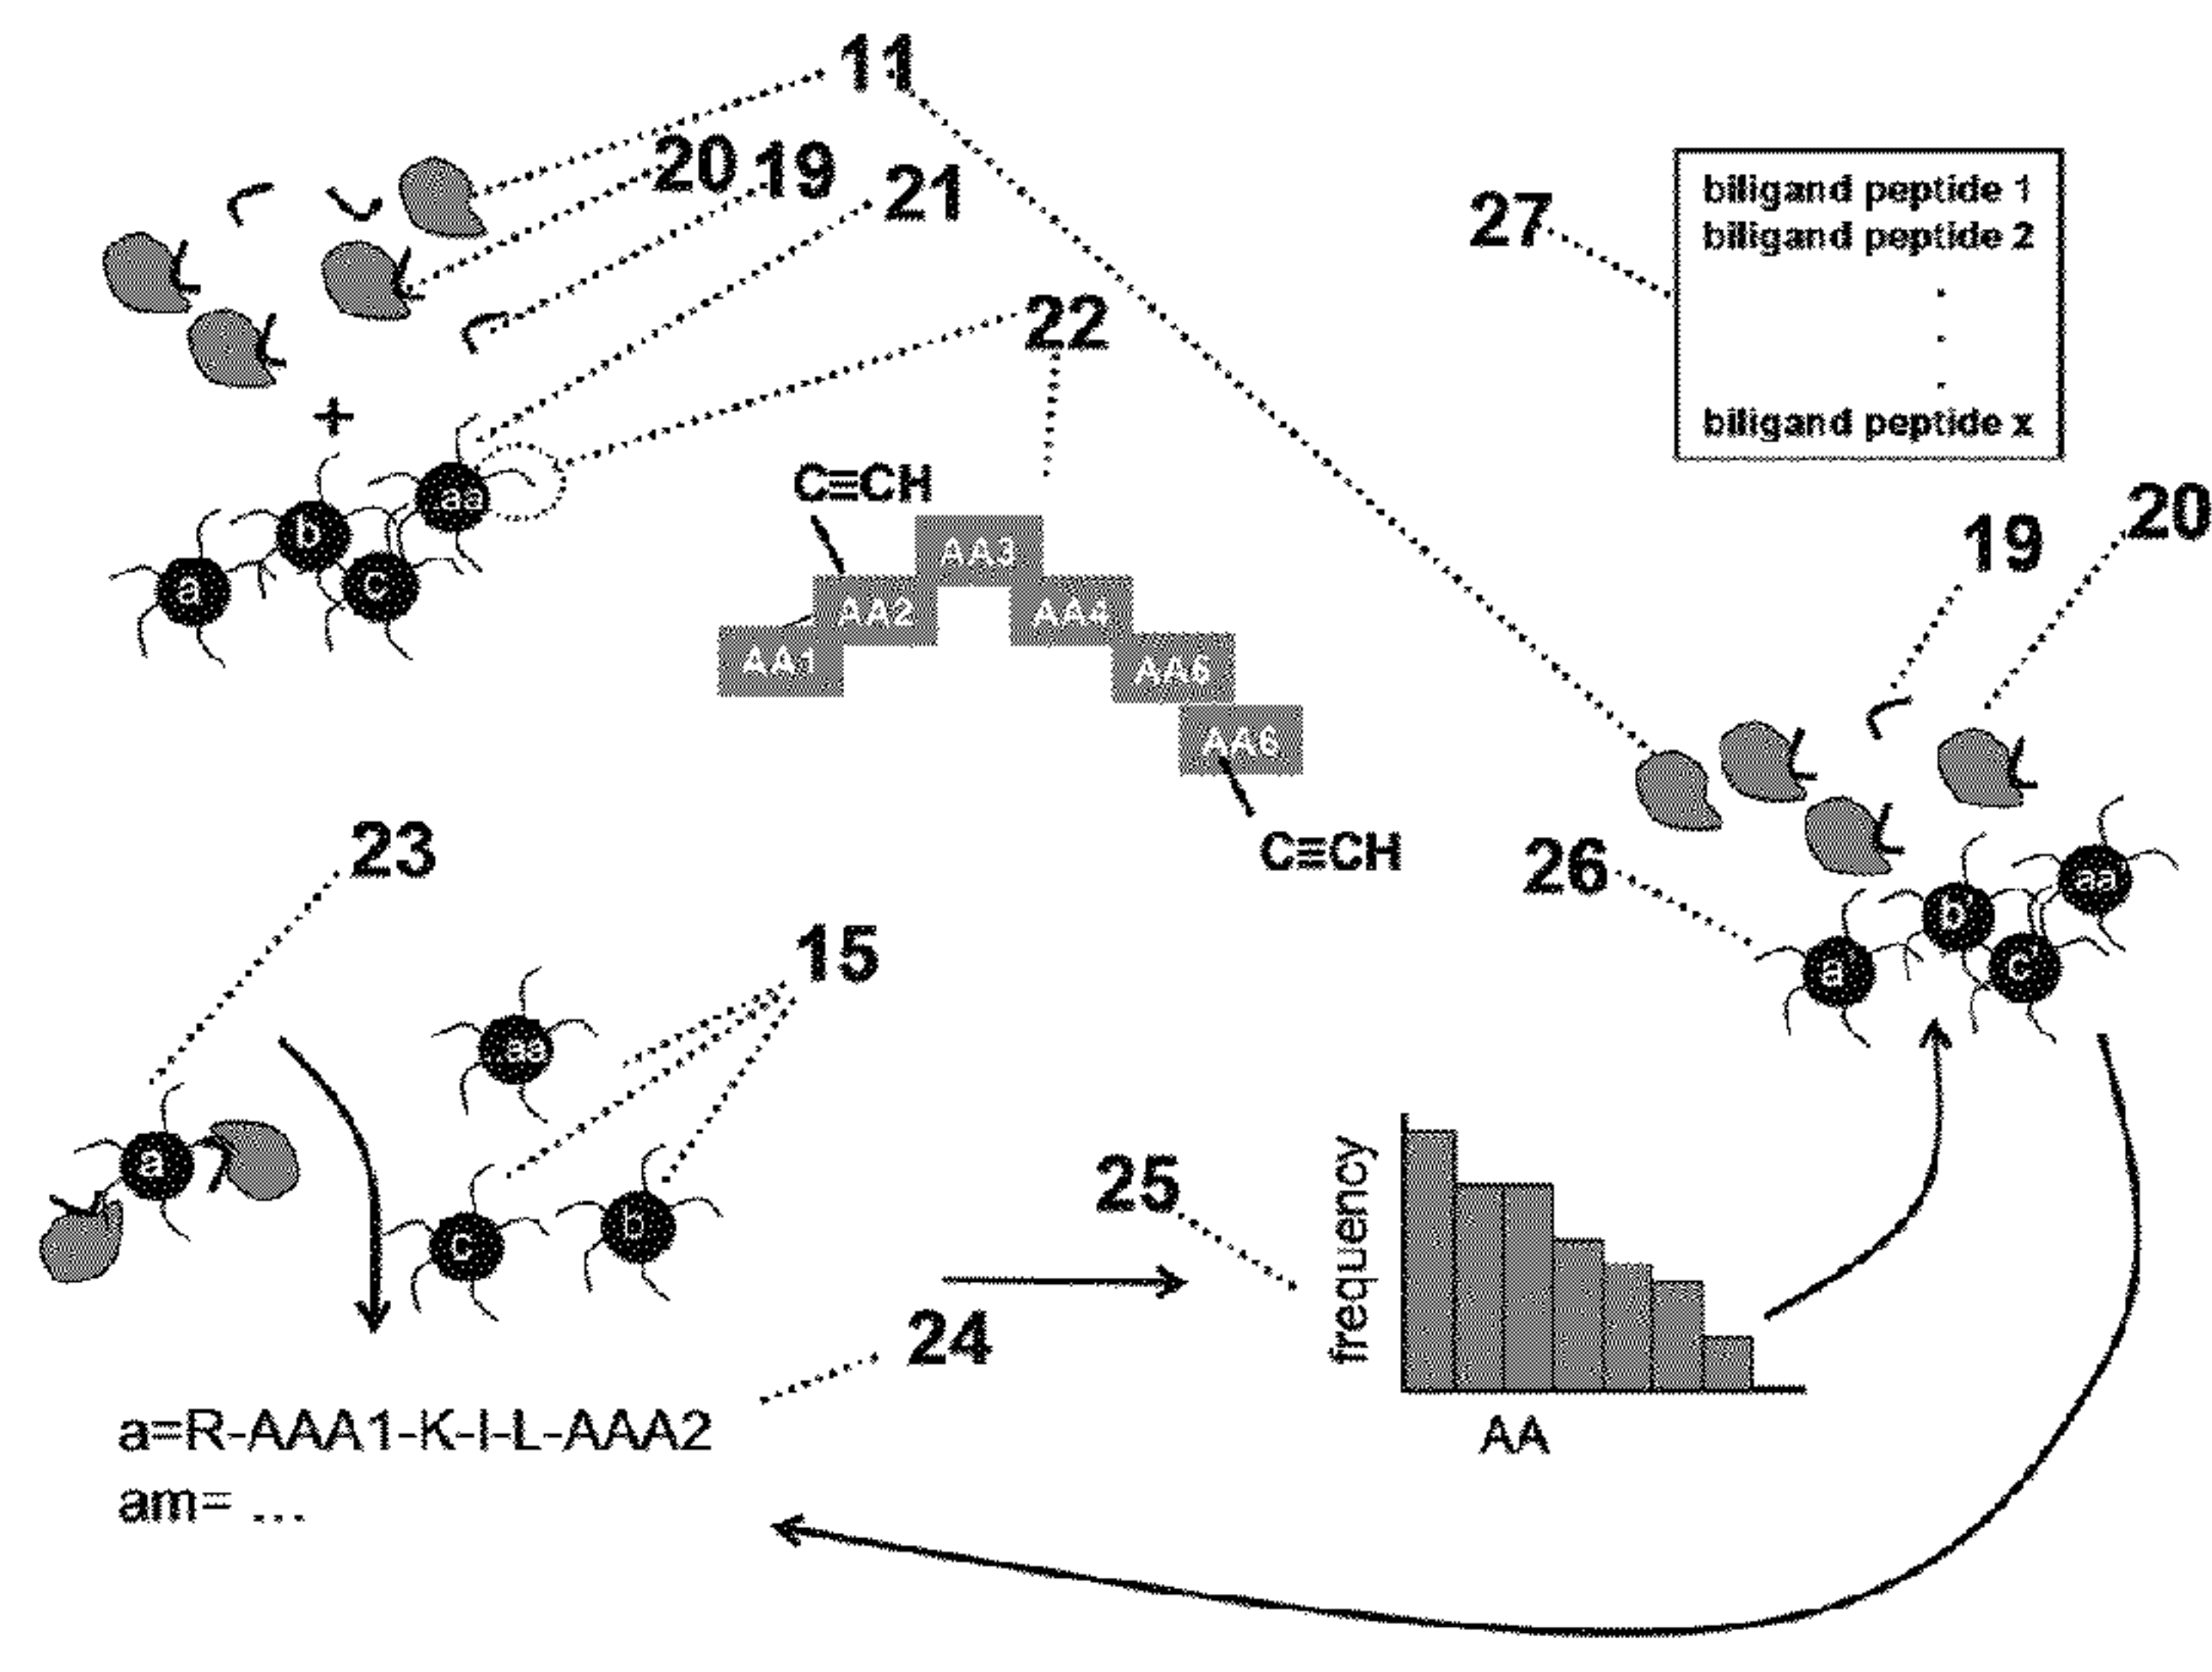 11
20 19
21
27
biligand peptide 1
biligand peptide 2
.
.
.
biligand peptide x
22
+
aa
b
a
c
C≡CH
AA3
AA2
AA4
AA1
AA6
AA6
C≡CH
19
20
23
26
aa
b
a
c
15
aa
a
c
b
25
frequency
AA
24
a=R-AAA1-K-I-L-AAA2
am= ...